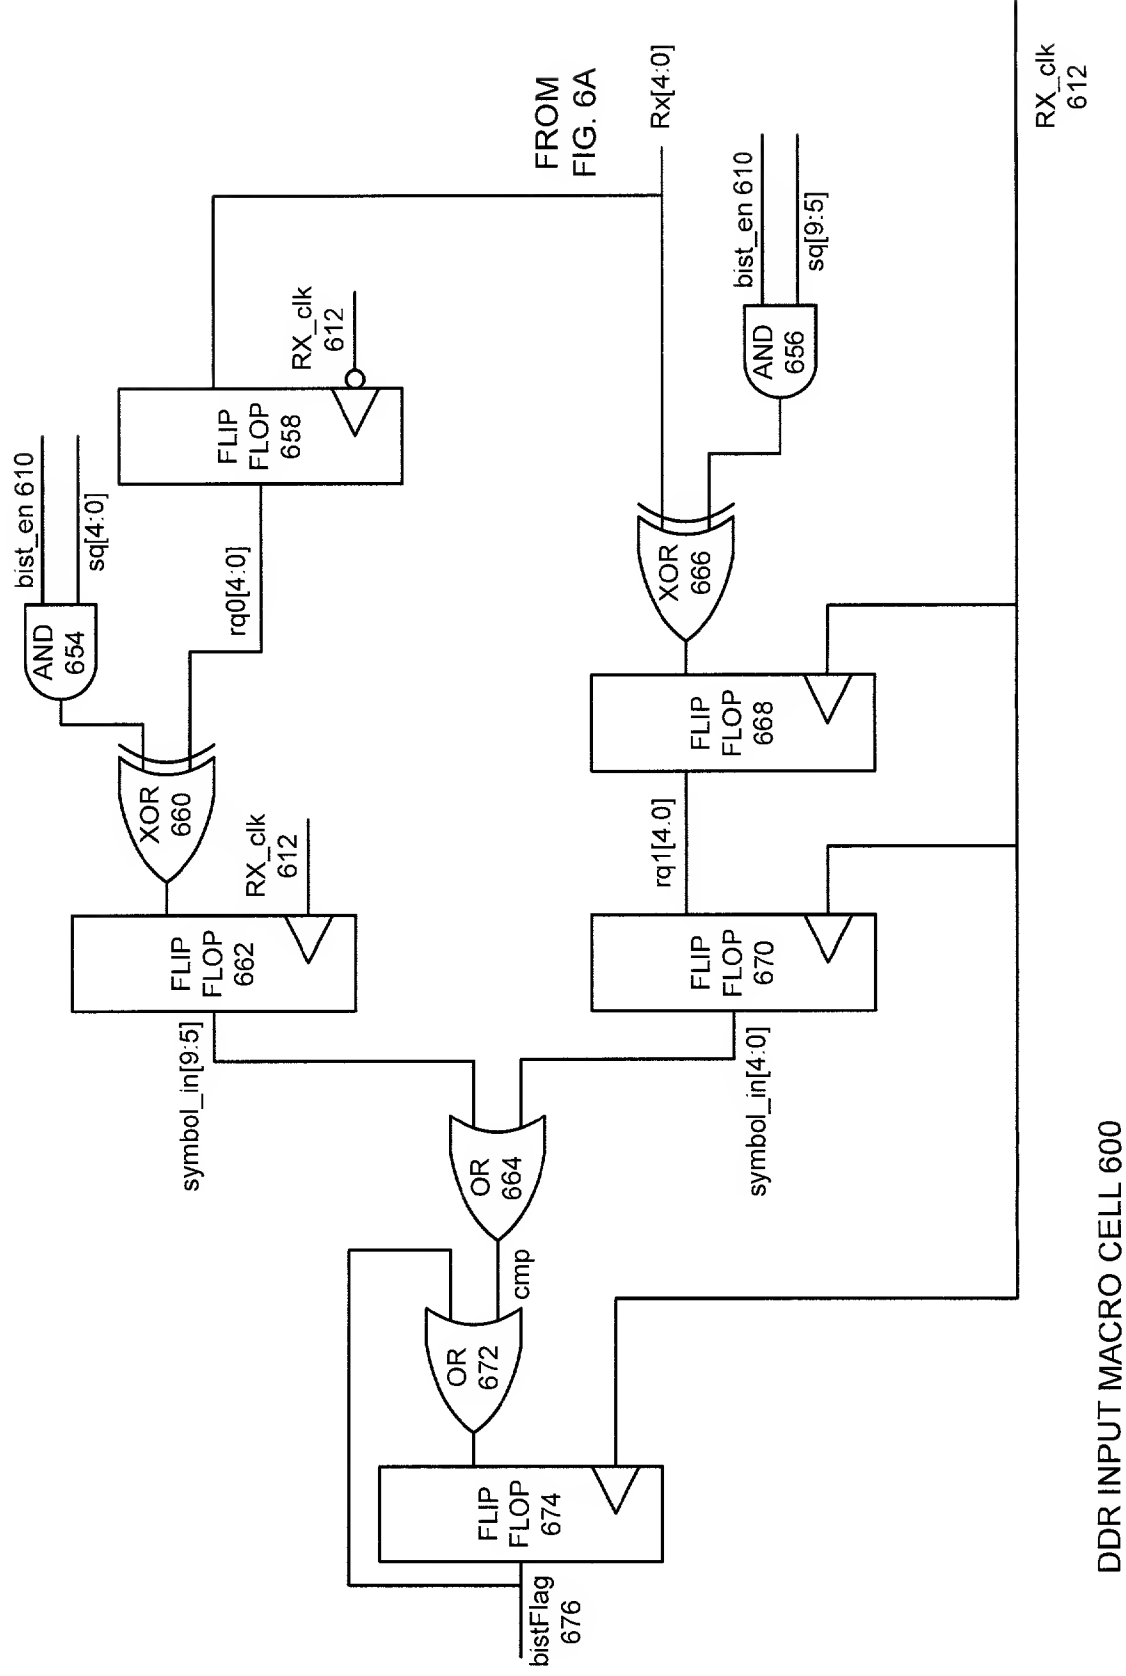 FROM
FIG. 6A
Rx[4:0]
RX_clk
612
bist_en 610
sq[9:5]
AND
656
RX_clk
612
FLIP
FLOP
658
bist_en 610
sq[4:0]
AND
654
rq0[4:0]
XOR
660
XOR
666
FLIP
FLOP
668
RX_clk
612
rq1[4.0]
FLIP
FLOP
662
FLIP
FLOP
670
symbol_in[9:5]
symbol_in[4:0]
OR
664
cmp
OR
672
FLIP
FLOP
674
bistFlag
676
DDR INPUT MACRO CELL 600